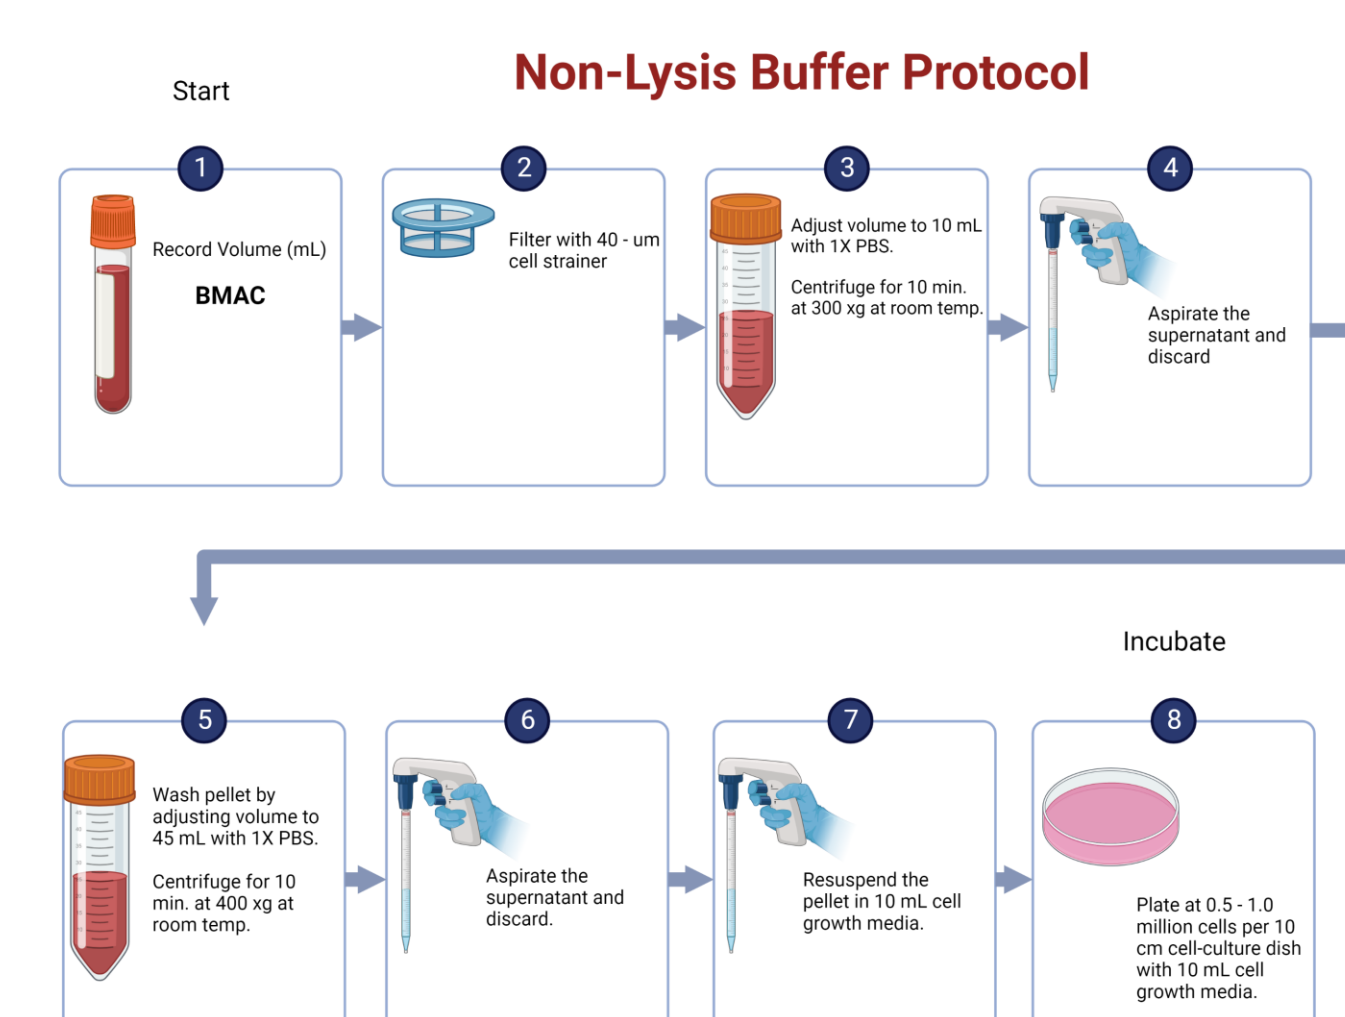 Non-Lysis Buffer Protocol
Start
1
Record Volume (mL)
BMAC
2
Filter with 40 - um
cell strainer
3
Adjust volume to 10 mL
with 1X PBS.
Centrifuge for 10 min.
at 300 xg at room temp.
4
Aspirate the
supernatant and
discard
5
Wash pellet by
adjusting volume to
45 mL with 1X PBS.
Centrifuge for 10
min. at 400 xg at
room temp.
6
Aspirate the
supernatant and
discard.
7
Resuspend the
pellet in 10 mL cell
growth media.
Incubate
8
Plate at 0.5 - 1.0
million cells per 10
cm cell-culture dish
with 10 mL cell
growth media.